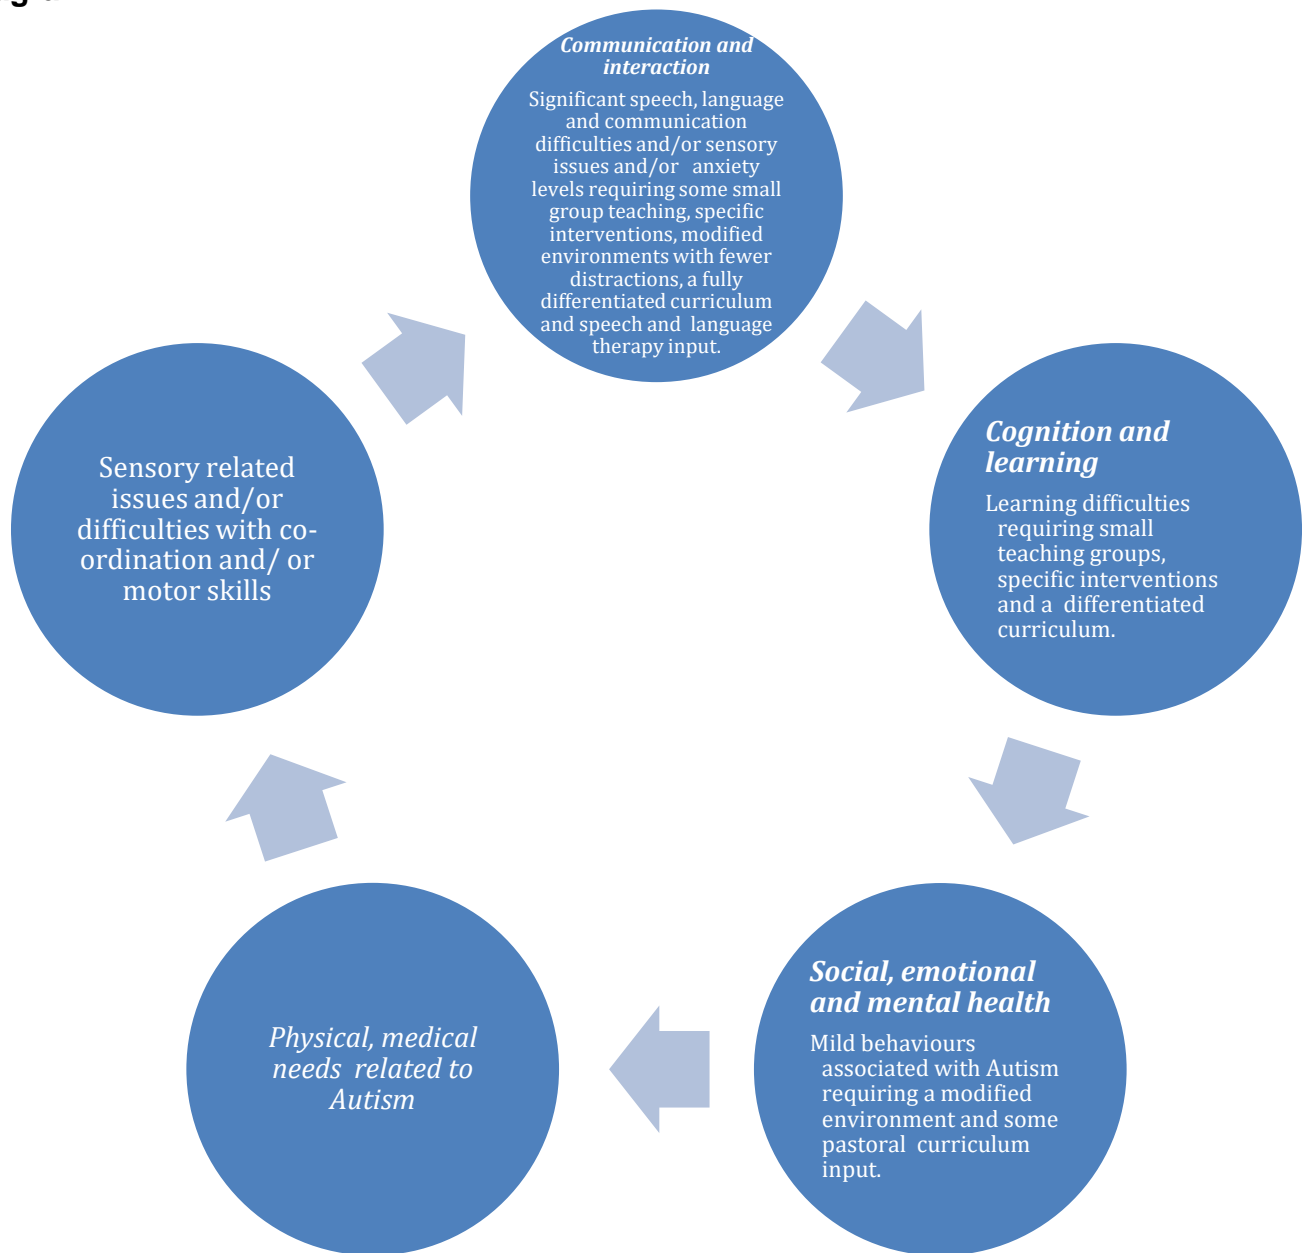 Communication and
interaction
Significant speech, language
and communication
difficulties and/or sensory
issues and/or anxiety
levels requiring some small
group teaching, specific
interventions, modified
environments with fewer
distractions, a fully
differentiated curriculum
and speech and language
therapy input.
Cognition and
learning
Learning difficulties
requiring small
teaching groups,
specific interventions
and a differentiated
curriculum.
Social, emotional
and mental health
Mild behaviours
associated with Autism
requiring a modified
environment and some
pastoral curriculum
input.
Physical, medical
needs related to
Autism
Sensory related
issues and/or
difficulties with co-
ordination and/ or
motor skills